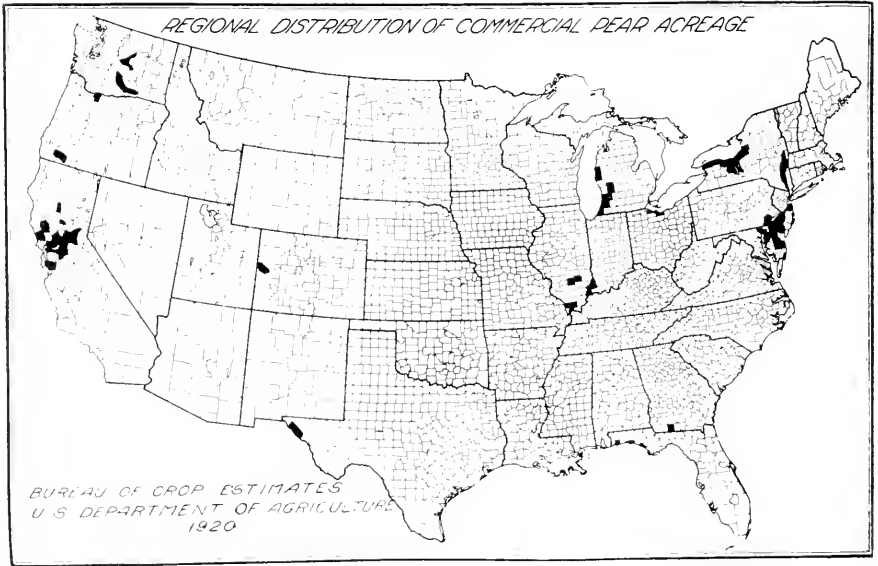 REGIONAL DISTRIBUTION OF COMMERCIAL PEAR ACREAGE
BUREAU OF CROP ESTIMATES
U S DEPARTMENT OF AGRICULTURE
1920